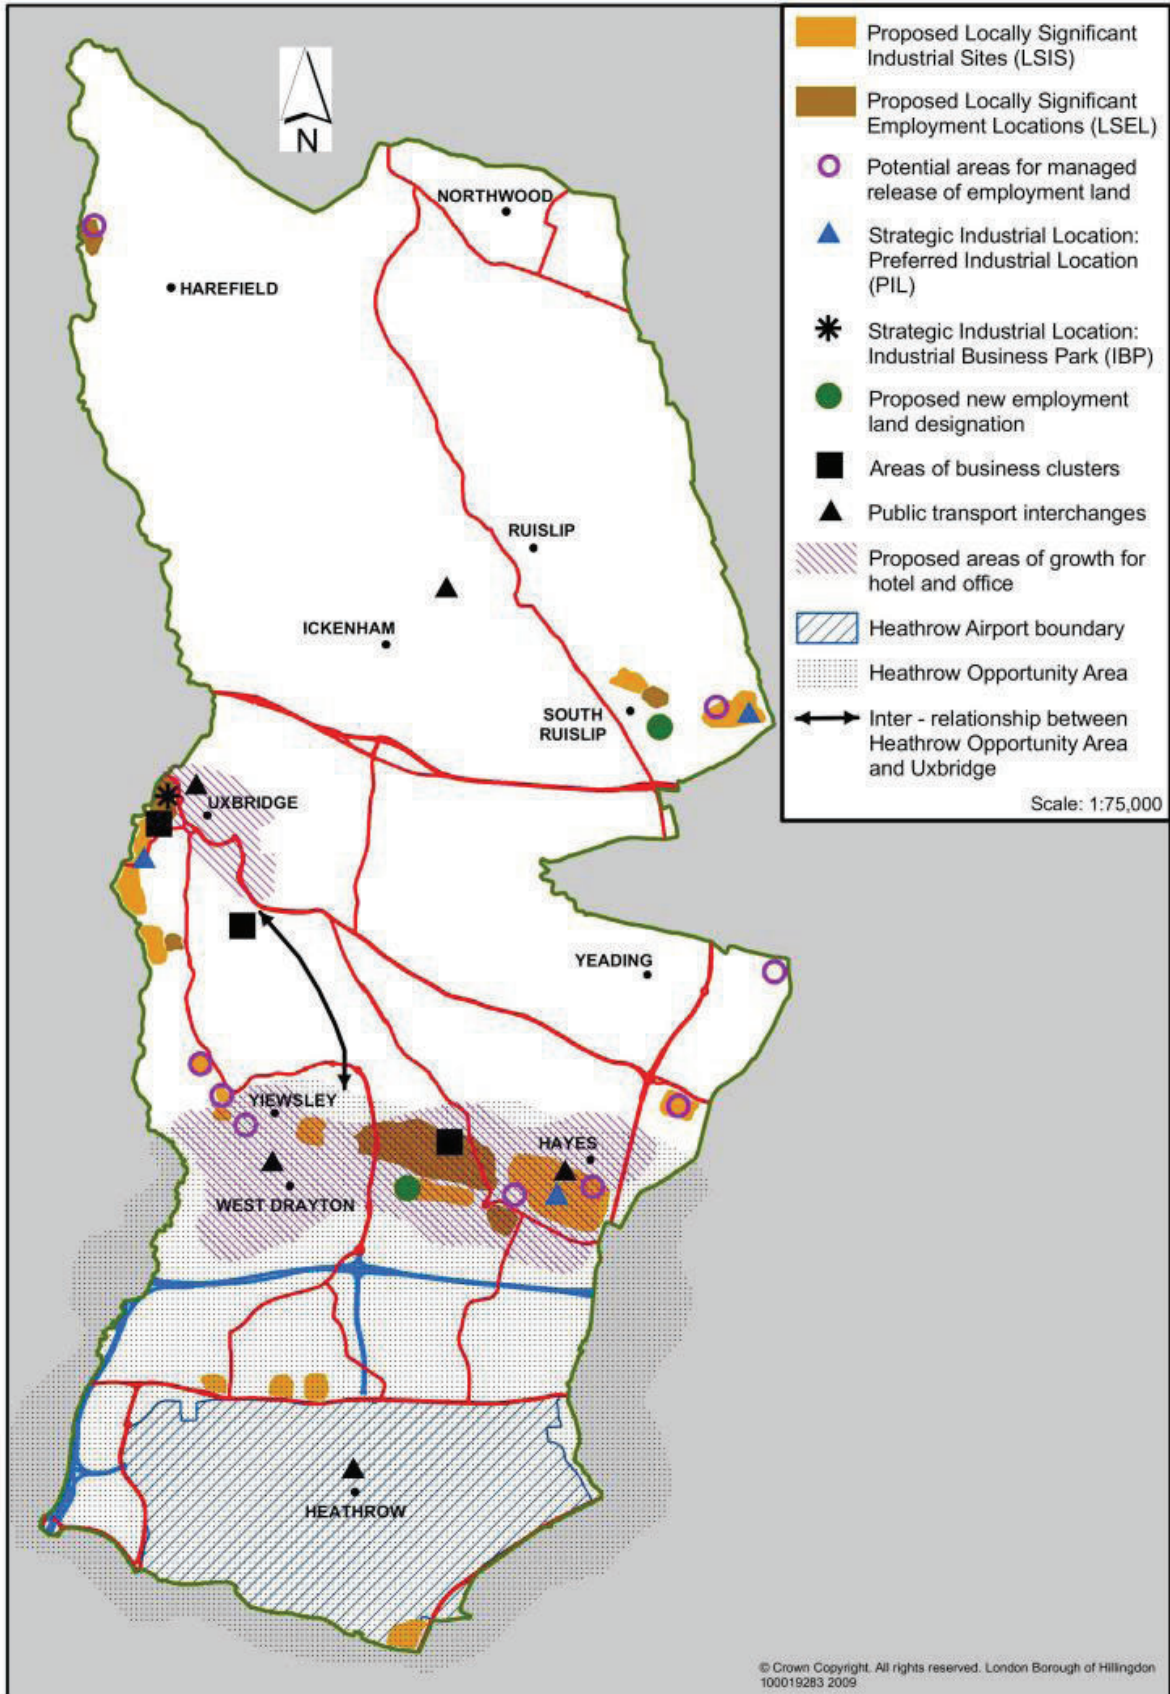 N
NORTHWOOD
HAREFIELD
RUISLIP
ICKENHAM
SOUTH
RUISLIP
UXBRIDGE
YEADING
YIEWSLEY
HAYES
WEST DRAYTON
HEATHROW
Proposed Locally Significant
Industrial Sites (LSIS)
Proposed Locally Significant
Employment Locations (LSEL)
Potential areas for managed
release of employment land
Strategic Industrial Location:
Preferred Industrial Location
(PIL)
Strategic Industrial Location:
Industrial Business Park (IBP)
Proposed new employment
land designation
Areas of business clusters
Public transport interchanges
Proposed areas of growth for
hotel and office
Heathrow Airport boundary
Heathrow Opportunity Area
Inter - relationship between
Heathrow Opportunity Area
and Uxbridge
Scale: 1:75,000
© Crown Copyright. All rights reserved. London Borough of Hillingdon
100019283 2009